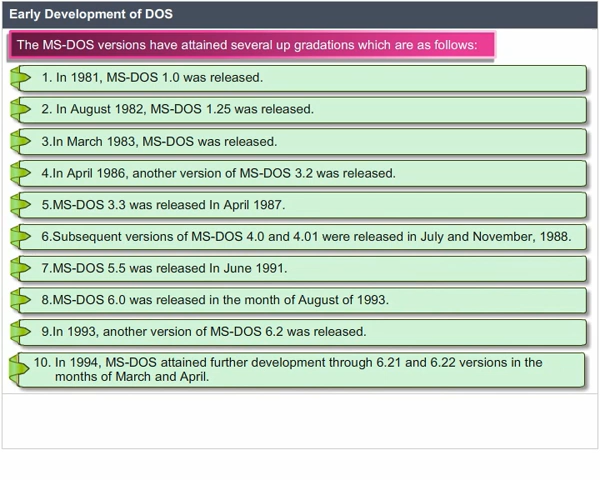 Early Development of DOS
The MS-DOS versions have attained several up gradations which are as follows:
1. In 1981, MS-DOS 1.0 was released.
2. In August 1982, MS-DOS 1.25 was released.
3.In March 1983, MS-DOS was released.
4.In April 1986, another version of MS-DOS 3.2 was released.
5.MS-DOS 3.3 was released In April 1987.
6.Subsequent versions of MS-DOS 4.0 and 4.01 were released in July and November, 1988.
7.MS-DOS 5.5 was released In June 1991.
8.MS-DOS 6.0 was released in the month of August of 1993.
9.In 1993, another version of MS-DOS 6.2 was released.
10. In 1994, MS-DOS attained further development through 6.21 and 6.22 versions in the
months of March and April.